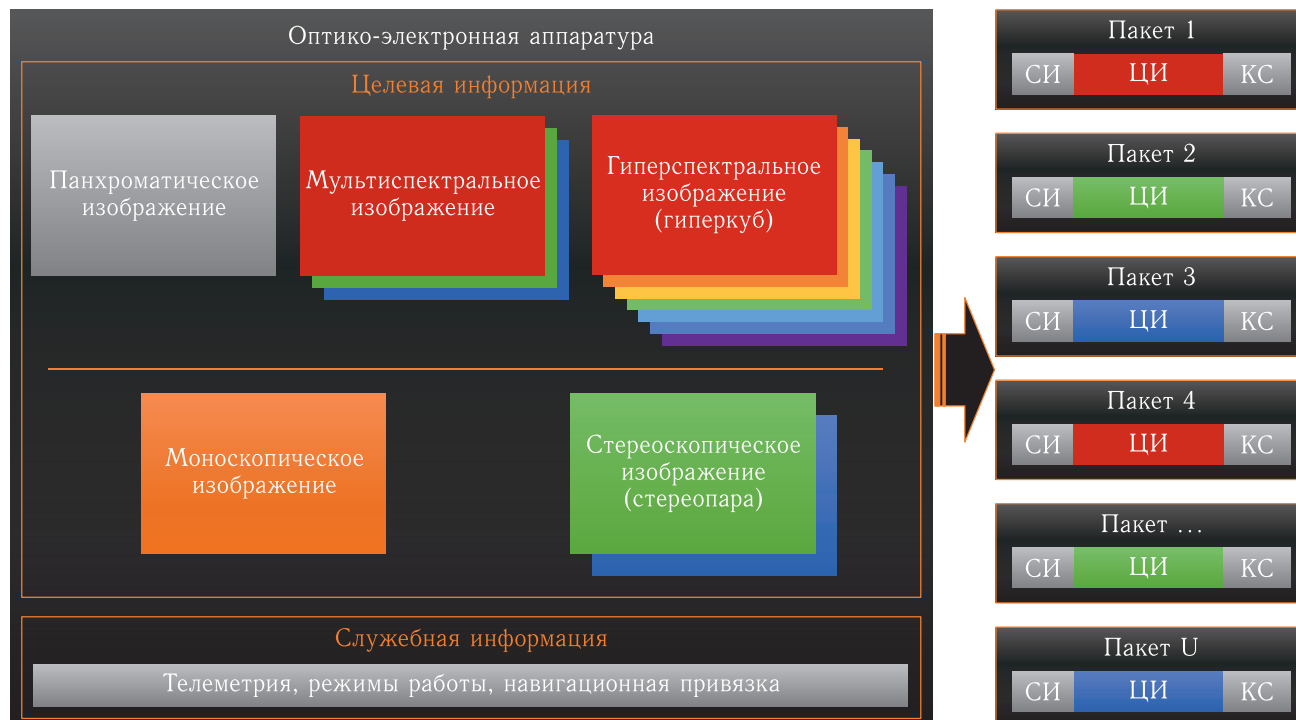 Оптико-электронная аппаратура
Целевая информация
Панхроматическое
изображение
Мультиспектральное
изображение
Гиперспектральное
изображение
(гиперкуб)
Моноскопическое
изображение
Стереоскопическое
изображение
(стереопара)
Служебная информация
Телеметрия, режимы работы, навигационная привязка
Пакет 1
СИ ЦИ КС
Пакет 2
СИ ЦИ КС
Пакет 3
СИ ЦИ КС
Пакет 4
СИ ЦИ КС
Пакет ...
СИ ЦИ КС
Пакет U
СИ ЦИ КС